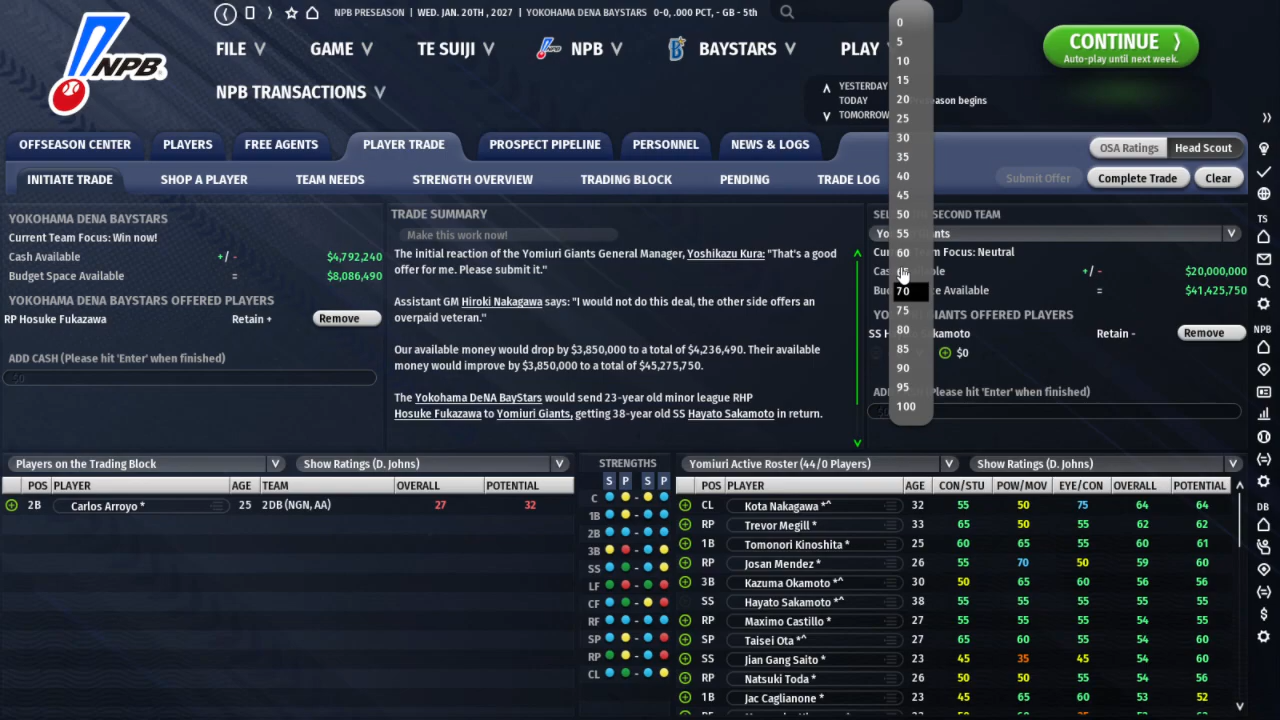 NPB PRESEASON | WED. JAN. 20TH , 2027 | YOKOHAMA DENA BAYSTARS 0-0, .000 PCT, - GB - 5th
NPB
FILE
GAME
TE SUIJI
NPB
BAYSTARS
PLAY
NPB TRANSACTIONS
CONTINUE
Auto-play until next week.
YESTERDAY
TODAY
season begins
TOMORROW
OFFSEASON CENTER
PLAYERS
FREE AGENTS
PLAYER TRADE
PROSPECT PIPELINE
PERSONNEL
NEWS & LOGS
OSA Ratings
Head Scout
INITIATE TRADE
SHOP A PLAYER
TEAM NEEDS
STRENGTH OVERVIEW
TRADING BLOCK
PENDING
TRADE LOG
Submit Offer
Complete Trade
Clear
YOKOHAMA DENA BAYSTARS
Current Team Focus: Win now!
Cash Available +/ - $4,792,240
Budget Space Available = $8,086,490
YOKOHAMA DENA BAYSTARS OFFERED PLAYERS
RP Hosuke Fukazawa Retain + Remove
ADD CASH (Please hit 'Enter' when finished)
$0
TRADE SUMMARY
Make this work now!
The initial reaction of the Yomiuri Giants General Manager, Yoshikazu Kura: "That's a good
offer for me. Please submit it."
Assistant GM Hiroki Nakagawa says: "I would not do this deal, the other side offers an
overpaid veteran."
Our available money would drop by $3,850,000 to a total of $4,236,490. Their available
money would improve by $3,850,000 to a total of $45,275,750.
The Yokohama DeNA BayStars would send 23-year old minor league RHP
Hosuke Fukazawa to Yomiuri Giants, getting 38-year old SS Hayato Sakamoto in return.
0
5
10
15
20
25
30
35
40
45
50
55
60
70
75
80
85
90
95
100
SECOND TEAM
Giants
Team Focus: Neutral
+/ - $20,000,000
Available = $41,425,750
GIANTS OFFERED PLAYERS
SS Retain - Remove
$0
(Please hit 'Enter' when finished)
Players on the Trading Block
Show Ratings (D. Johns)
POS PLAYER AGE TEAM OVERALL POTENTIAL
2B Carlos Arroyo * 25 2DB (NGN, AA) 27 32
STRENGTHS
S P S P
C
1B
2B
3B
SS
LF
CF
RF
SP
RP
CL
Yomiuri Active Roster (44/0 Players)
Show Ratings (D. Johns)
POS PLAYER AGE CON/STU POW/MOV EYE/CON OVERALL POTENTIAL
CL Kota Nakagawa * 32 55 50 75 64 64
RP Trevor Megill * 33 65 55 50 62 62
1B Tomonori Kinoshita * 25 60 65 55 60 61
RP Josan Mendez * 26 55 70 50 59 60
3B Kazuma Okamoto *^ 30 50 65 60 56 56
SS Hayato Sakamoto *^ 38 55 55 55 55 55
RP Maximo Castillo * 27 55 65 55 54 55
SP Taisei Ota *^ 27 65 60 55 54 56
SS Jian Gang Saito * 23 45 35 45 54 60
RP Natsuki Toda * 26 50 50 55 54 56
1B Jac Caglianone * 23 45 65 60 53 52
TS
NPB
DB